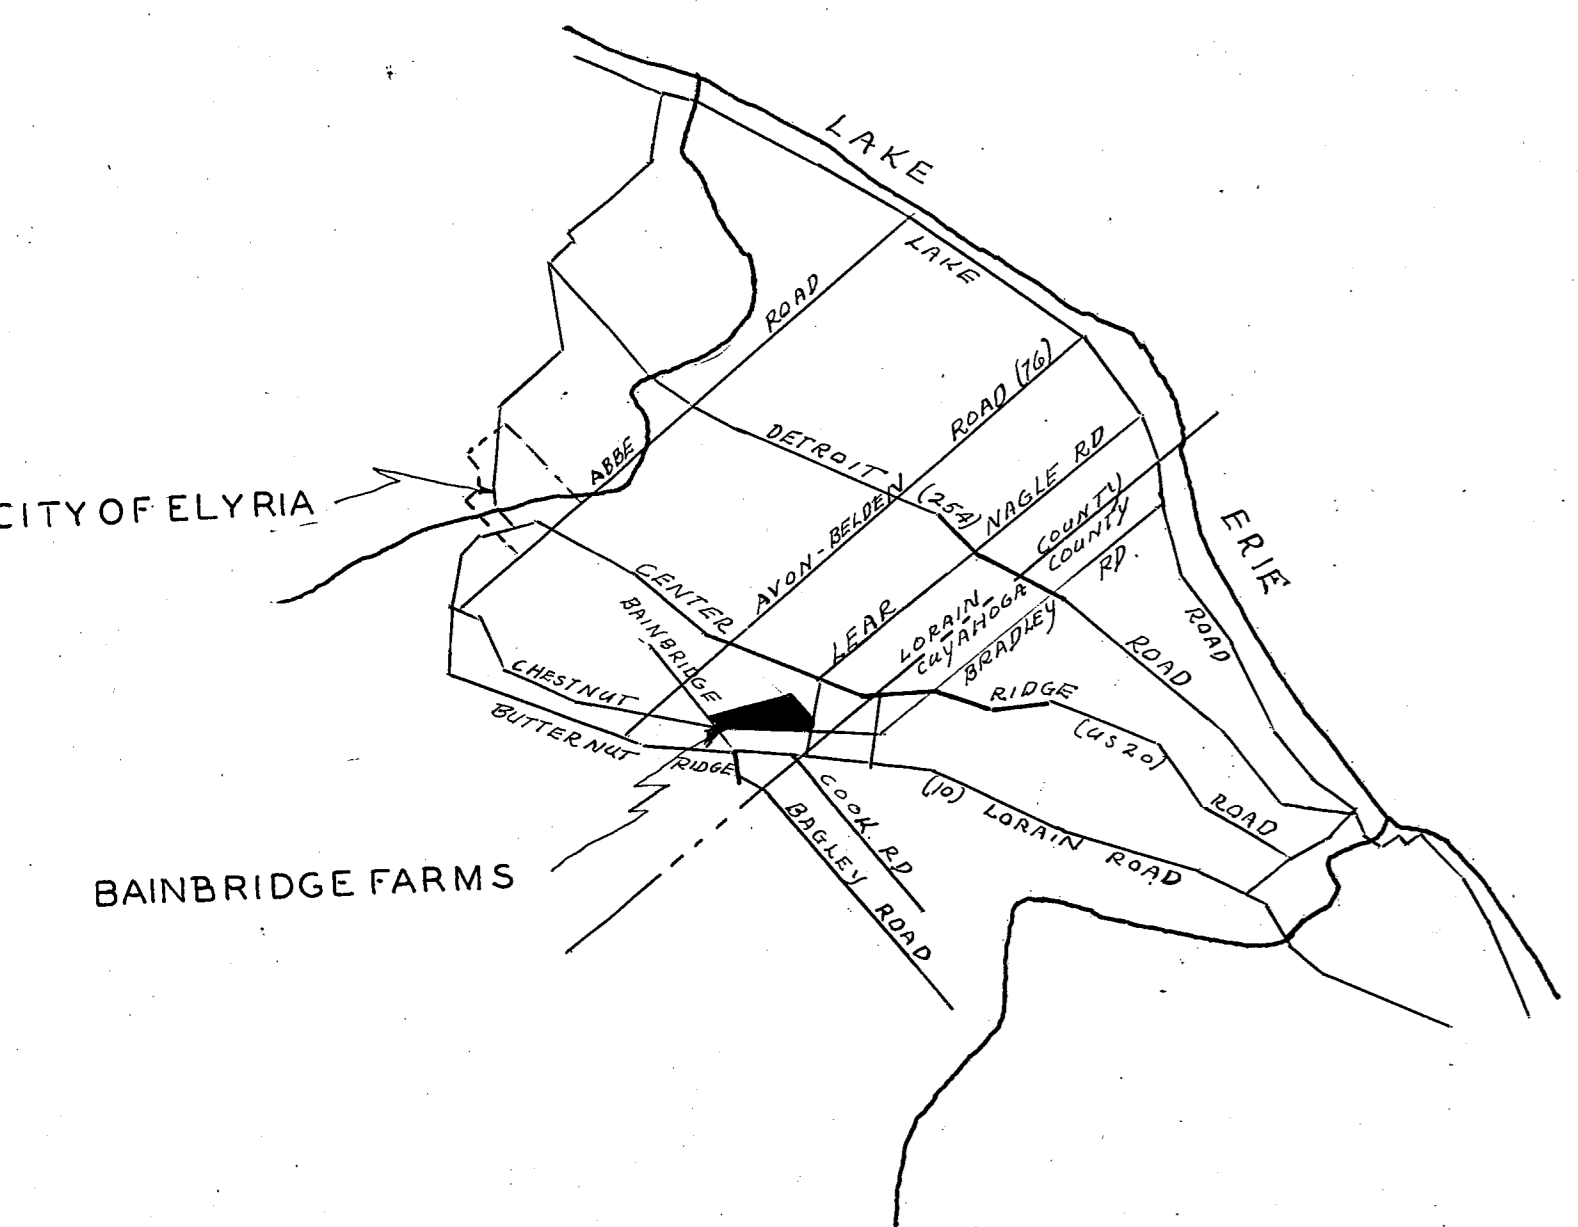 LAKE
ERIE
LAKE
ROAD
ABBE
ROAD
DETROIT
(254)
ROAD
AVON-BELDEN
ROAD (76)
LEAR
NAGLE RD
LORAIN
COUNTY
CUYAHOGA
COUNTY
BRADLEY
RD.
CITY OF ELYRIA
CENTER
RIDGE
(US 20)
ROAD
BAINBRIDGE
CHESTNUT
BUTTERNUT
RIDGE
(10) LORAIN ROAD
COOK RD
BAGLEY ROAD
BAINBRIDGE FARMS